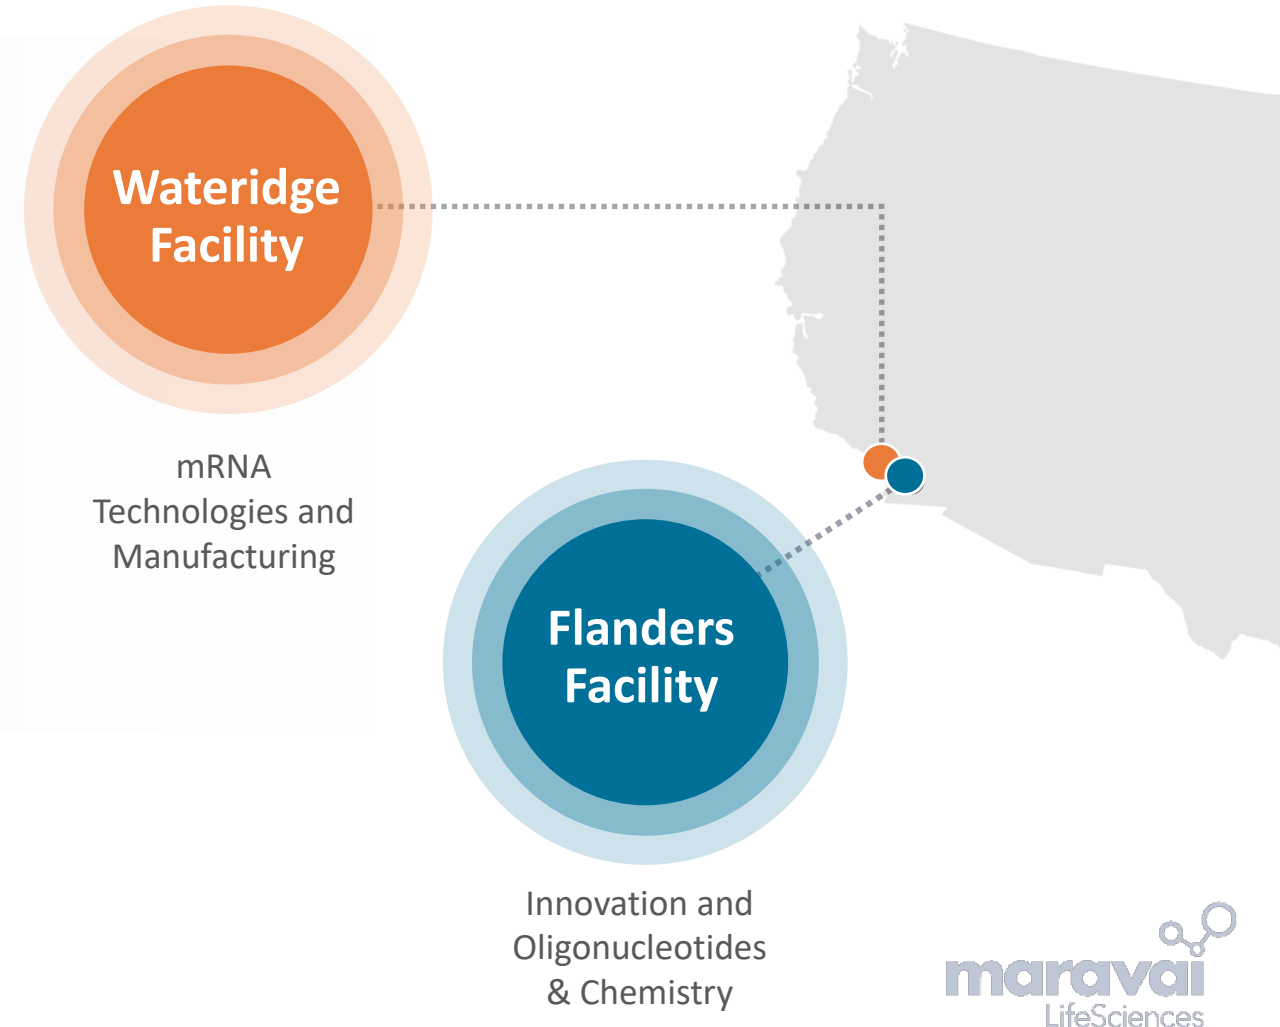 Wateridge
Facility
mRNA
Technologies and
Manufacturing
Flanders
Facility
Innovation and
Oligonucleotides
& Chemistry
maravai
LifeSciences